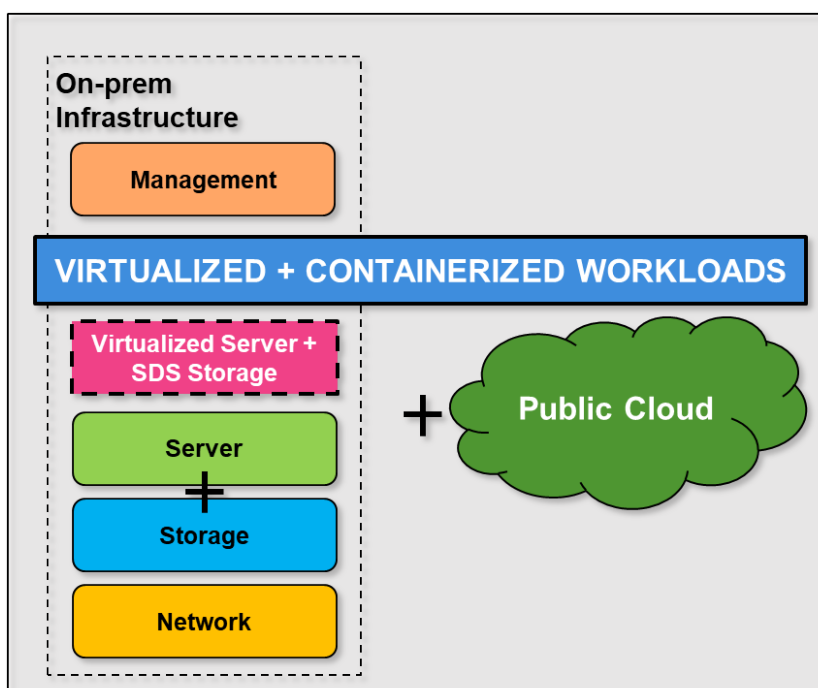 On-prem
Infrastructure
Management
VIRTUALIZED + CONTAINERIZED WORKLOADS
Virtualized Server +
SDS Storage
+
Public Cloud
Server
+
Storage
Network